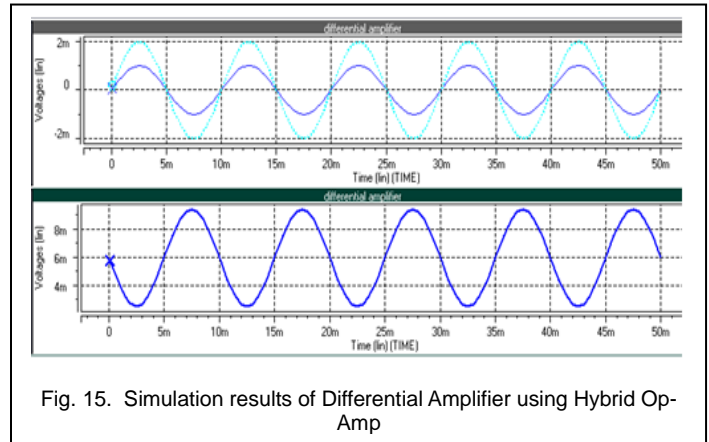 differential amplifier
2m
0
-2m
Voltages (lin)
0 5m 10m 15m 20m 25m 30m 35m 40m 45m 50m
Time (lin) (TIME)
differential amplifier
8m
6m
4m
Voltages (lin)
0 5m 10m 15m 20m 25m 30m 35m 40m 45m 50m
Time (lin) (TIME)
Fig. 15. Simulation results of Differential Amplifier using Hybrid Op-
Amp